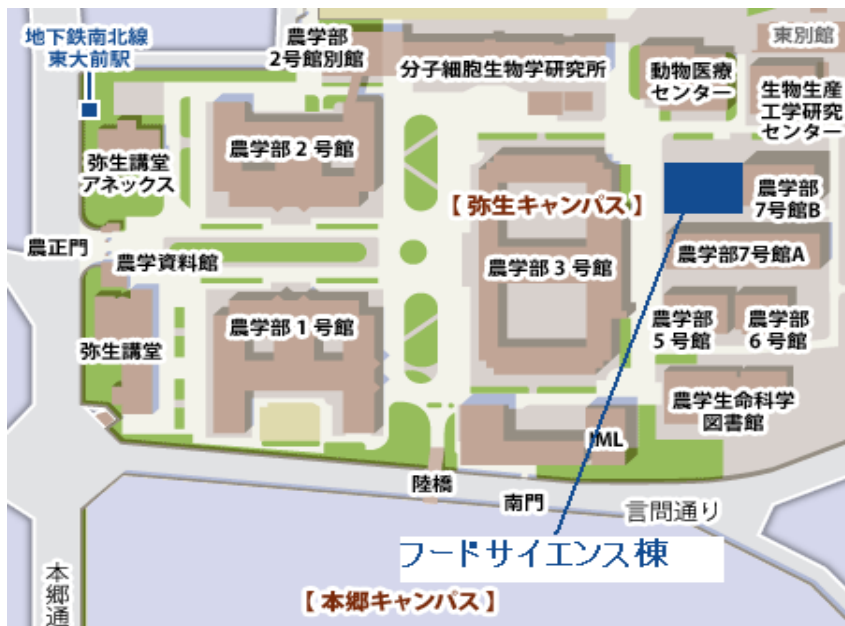 地下鉄南北線
東大前駅
農学部
2号館別館
分子細胞生物学研究所
動物医療
センター
東別館
生物生産
工学研究
センター
弥生講堂
アネックス
農学部2号館
【 弥生キャンパス 】
農学部
7号館B
農正門
農学資料館
農学部3号館
農学部7号館A
農学部1号館
弥生講堂
農学部
5号館
農学部
6号館
農学生命科学
図書館
IML
陸橋
南門
言問通り
フードサイエンス棟
本郷通
【 本郷キャンパス 】